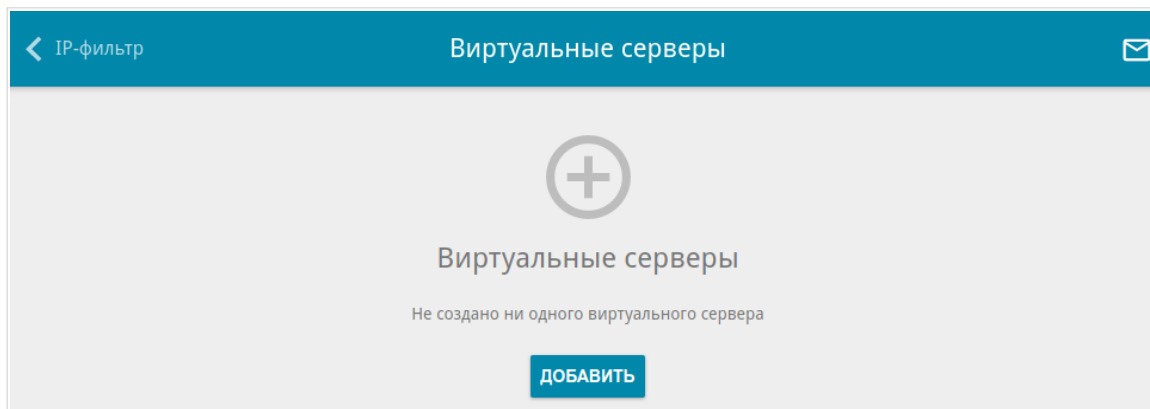 IP-фильтр
Виртуальные серверы
Виртуальные серверы
Не создано ни одного виртуального сервера
ДОБАВИТЬ